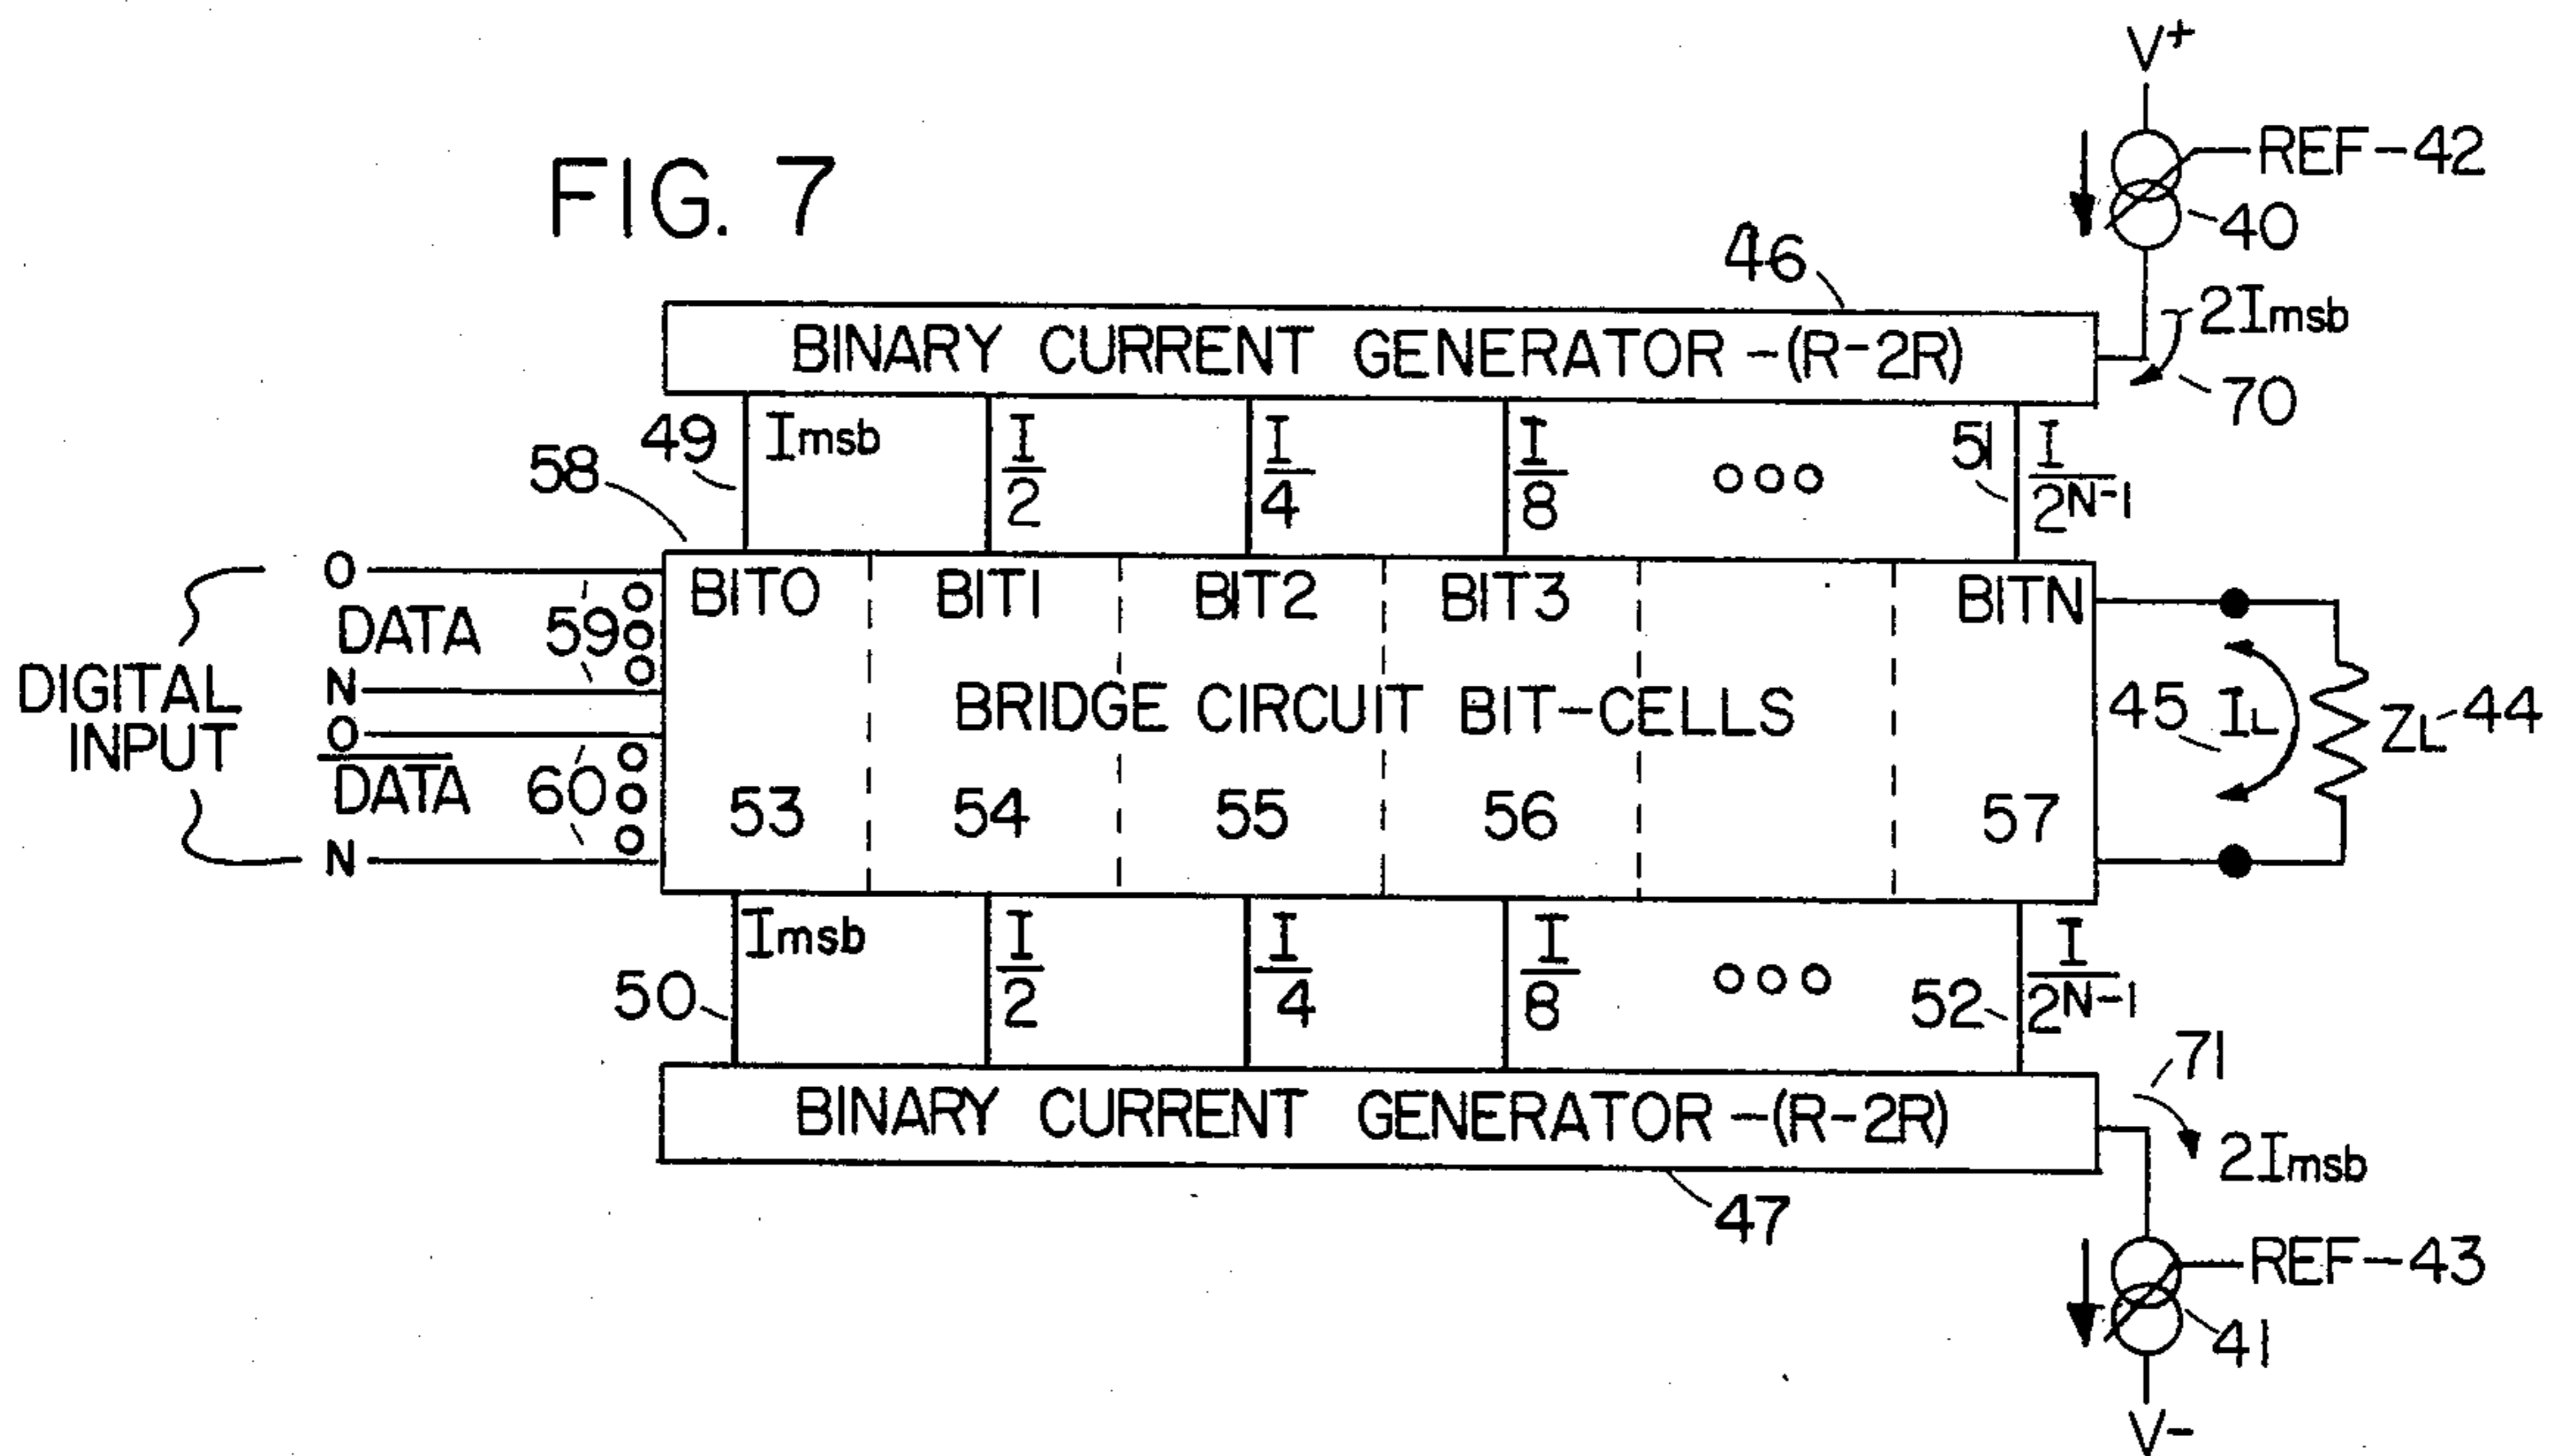 FIG. 7
V+
REF-42
40
46
2Imsb
70
BINARY CURRENT GENERATOR -(R-2R)
58
49
Imsb
I/2
I/4
I/8
ooo
51
I/2^N-1
DIGITAL
INPUT
0
DATA
N
59
0
DATA
N
60
BIT0
BIT1
BIT2
BIT3
BITN
BRIDGE CIRCUIT BIT-CELLS
53
54
55
56
57
45
IL
ZL-44
50
Imsb
I/2
I/4
I/8
ooo
52
I/2^N-1
BINARY CURRENT GENERATOR -(R-2R)
47
71
2Imsb
REF-43
41
V-